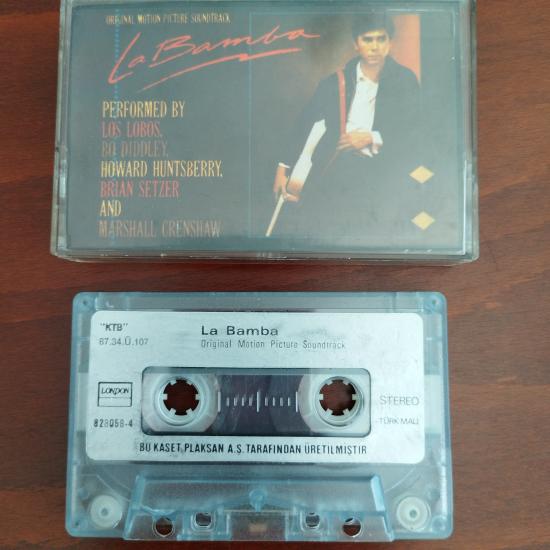 ORIGINAL MOTION PICTURE SOUNDTRACK
La Bamba
PERFORMED BY
LOS LOBOS,
BO DIDDLEY,
HOWARD HUNTSBERRY,
BRIAN SETZER
AND
MARSHALL CRENSHAW
"KTB"
87.34.Ü.107
La Bamba
Original Motion Picture Soundtrack
LONDON
828058-4
STEREO
TÜRK MALI
BU KASET PLAKSAN A.Ş. TARAFINDAN ÜRETİLMİŞTİR